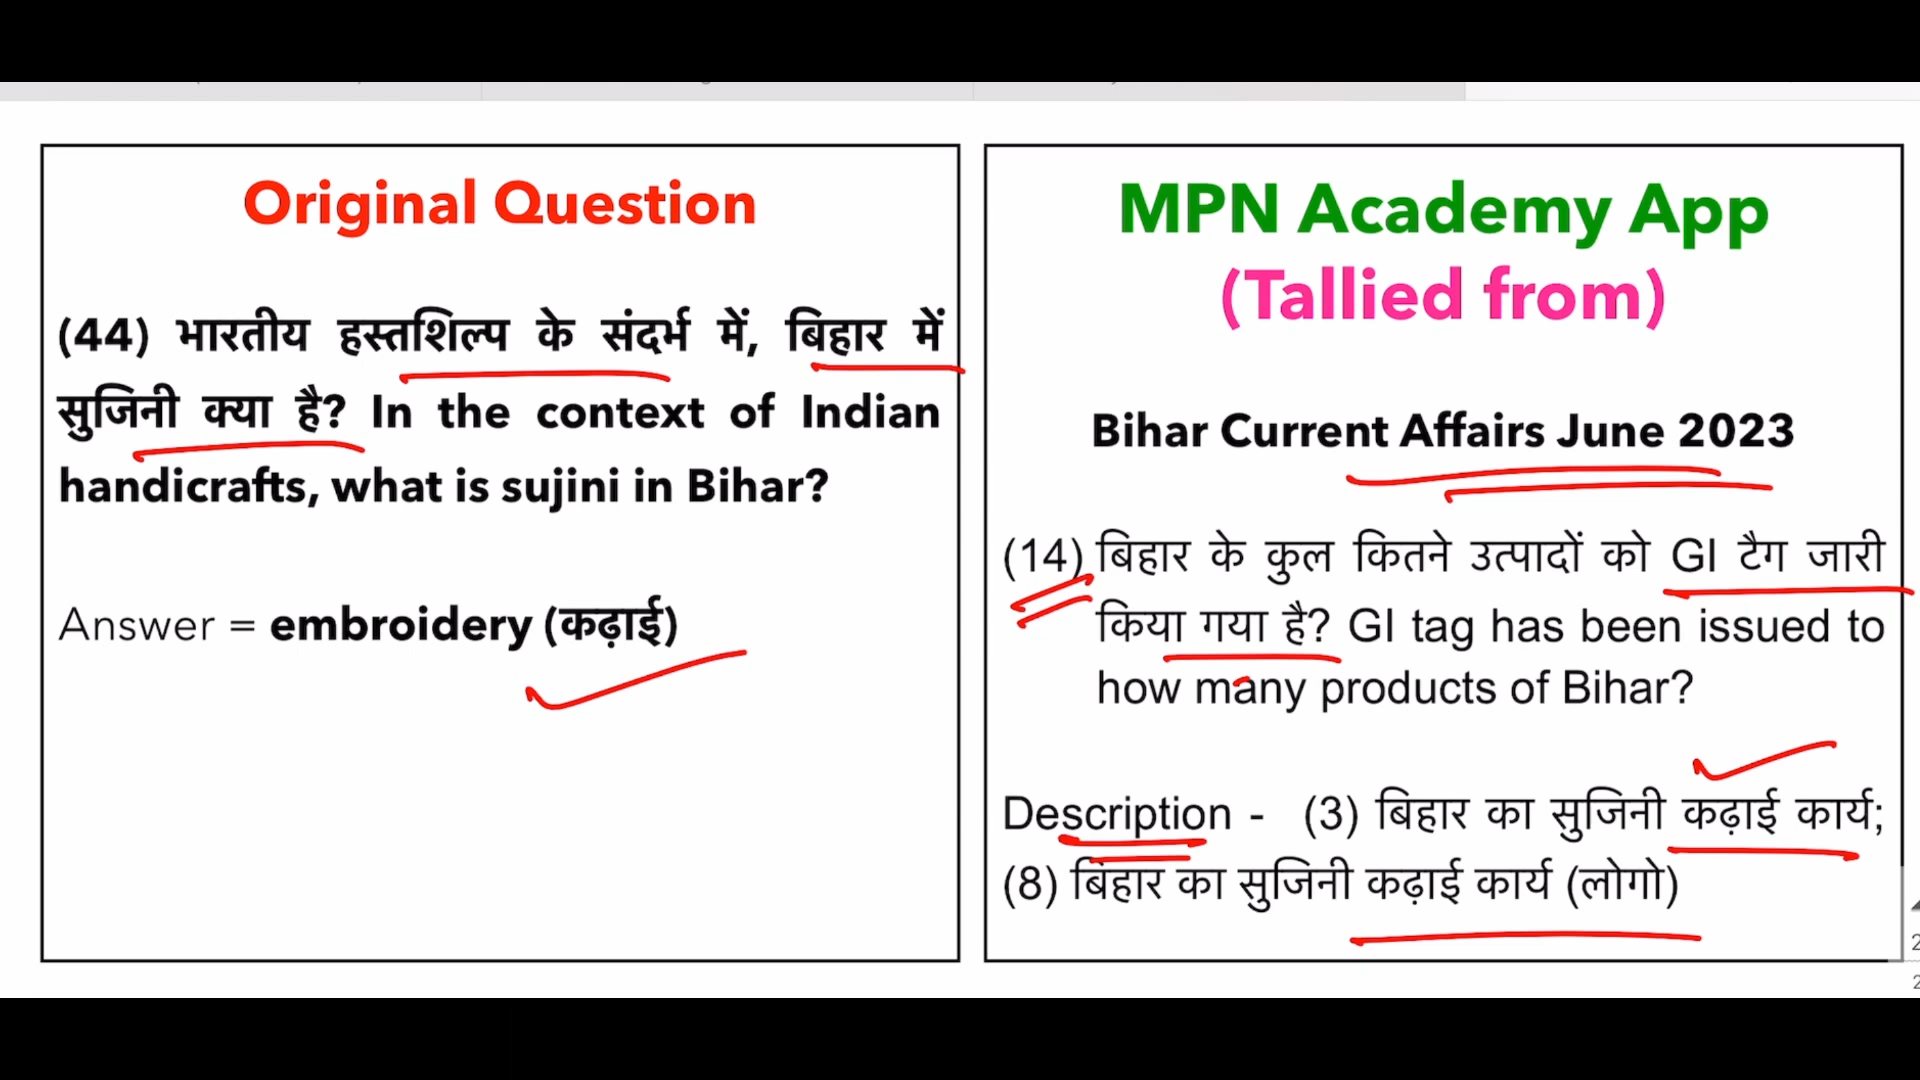 Original Question
(44) भारतीय हस्तशिल्प के संदर्भ में, बिहार में
सुजिनी क्या है? In the context of Indian
handicrafts, what is sujini in Bihar?
Answer = embroidery (कढ़ाई)
MPN Academy App
(Tallied from)
Bihar Current Affairs June 2023
(14) बिहार के कुल कितने उत्पादों को GI टैग जारी
किया गया है? GI tag has been issued to
how many products of Bihar?
Description - (3) बिहार का सुजिनी कढ़ाई कार्य;
(8) बिहार का सुजिनी कढ़ाई कार्य (लोगो)